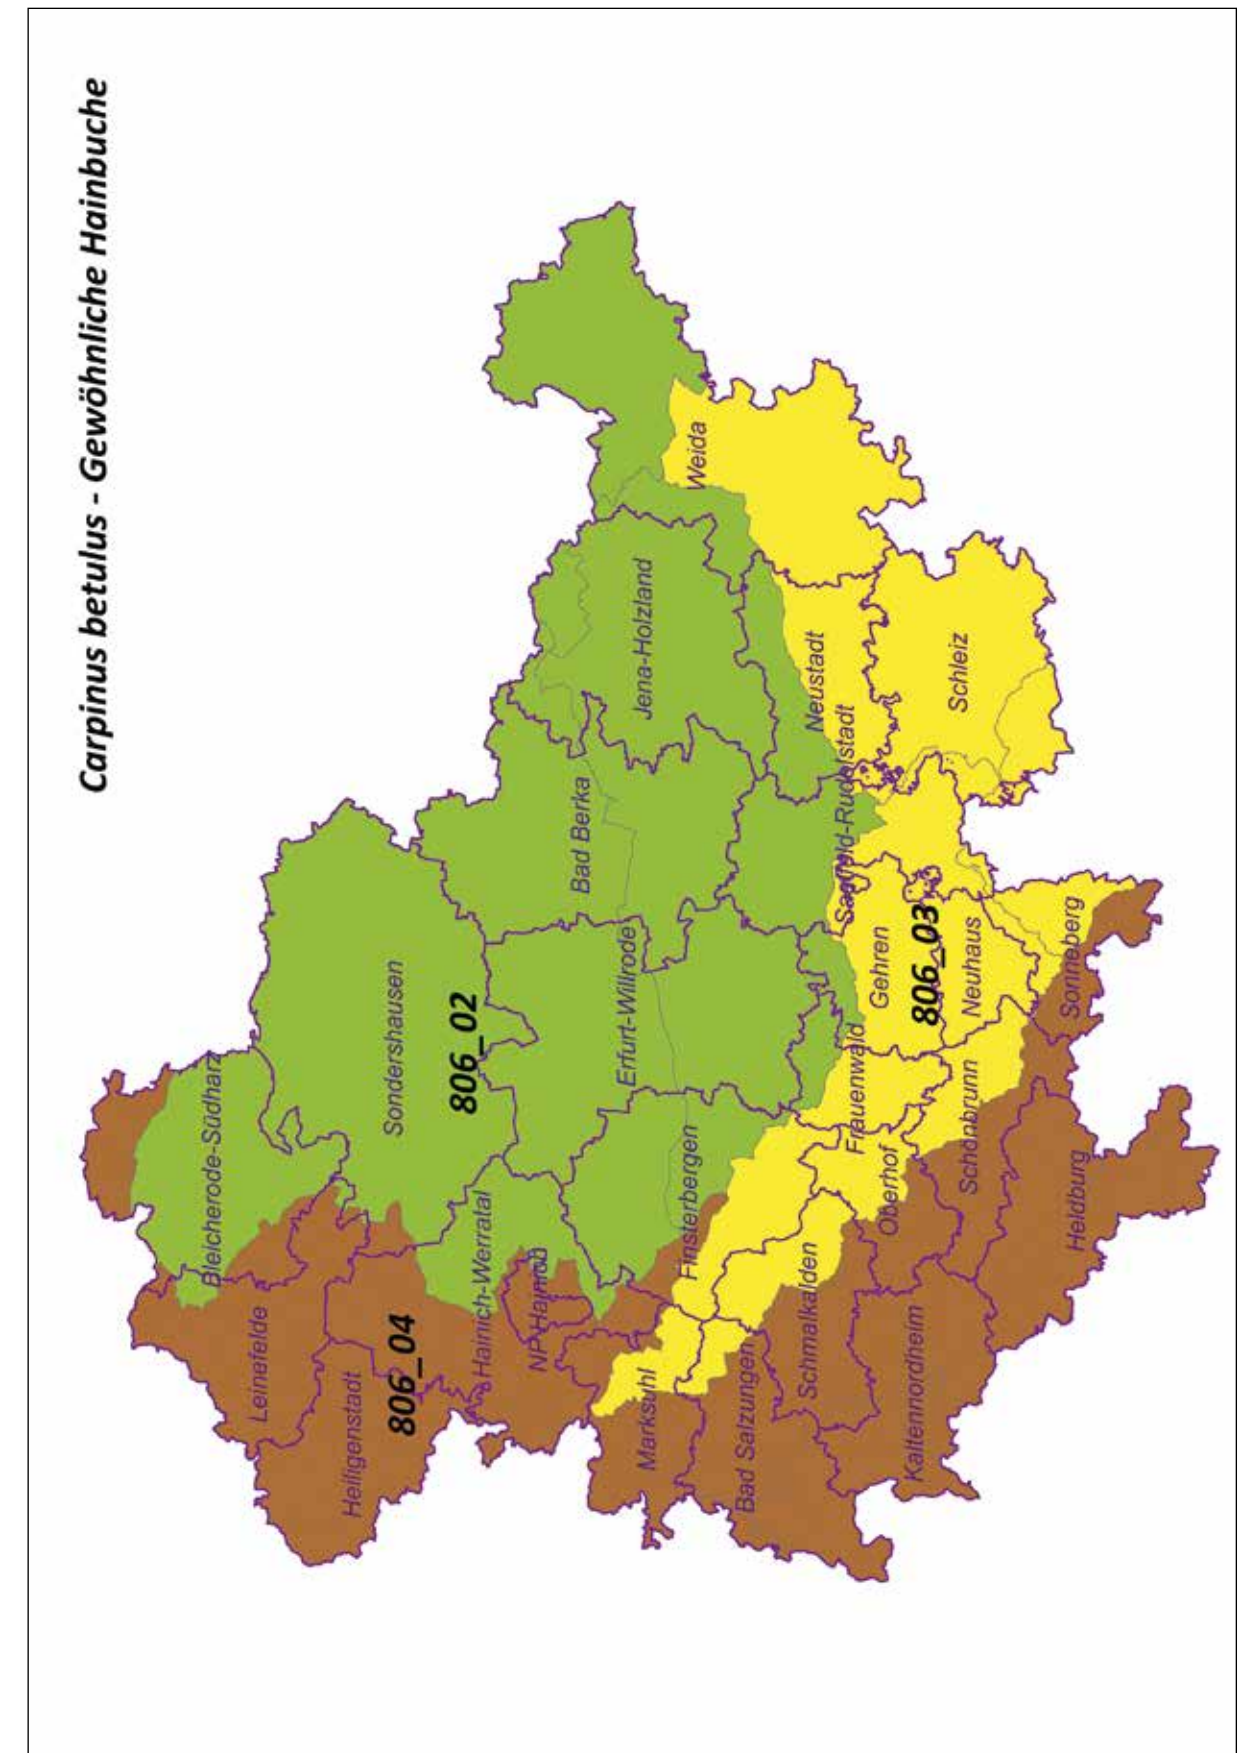 Carpinus betulus - Gewöhnliche Hainbuche
Bleicherode-Südharz
Leinefelde
Heiligenstadt
806_04
Sondershausen
806_02
Hainich-Werratal
NP Hainich
Bad Berka
Erfurt-Willrode
Jena-Holzland
Weida
Marksuhl
Finsterbergen
Bad Salzungen
Schmalkalden
Neustadt
Saalfeld-Rudolstadt
Frauenwald
Gehren
Oberhof
806_03
Kaltennordheim
Schleiz
Neuhaus
Schönbrunn
Sonneberg
Heldburg